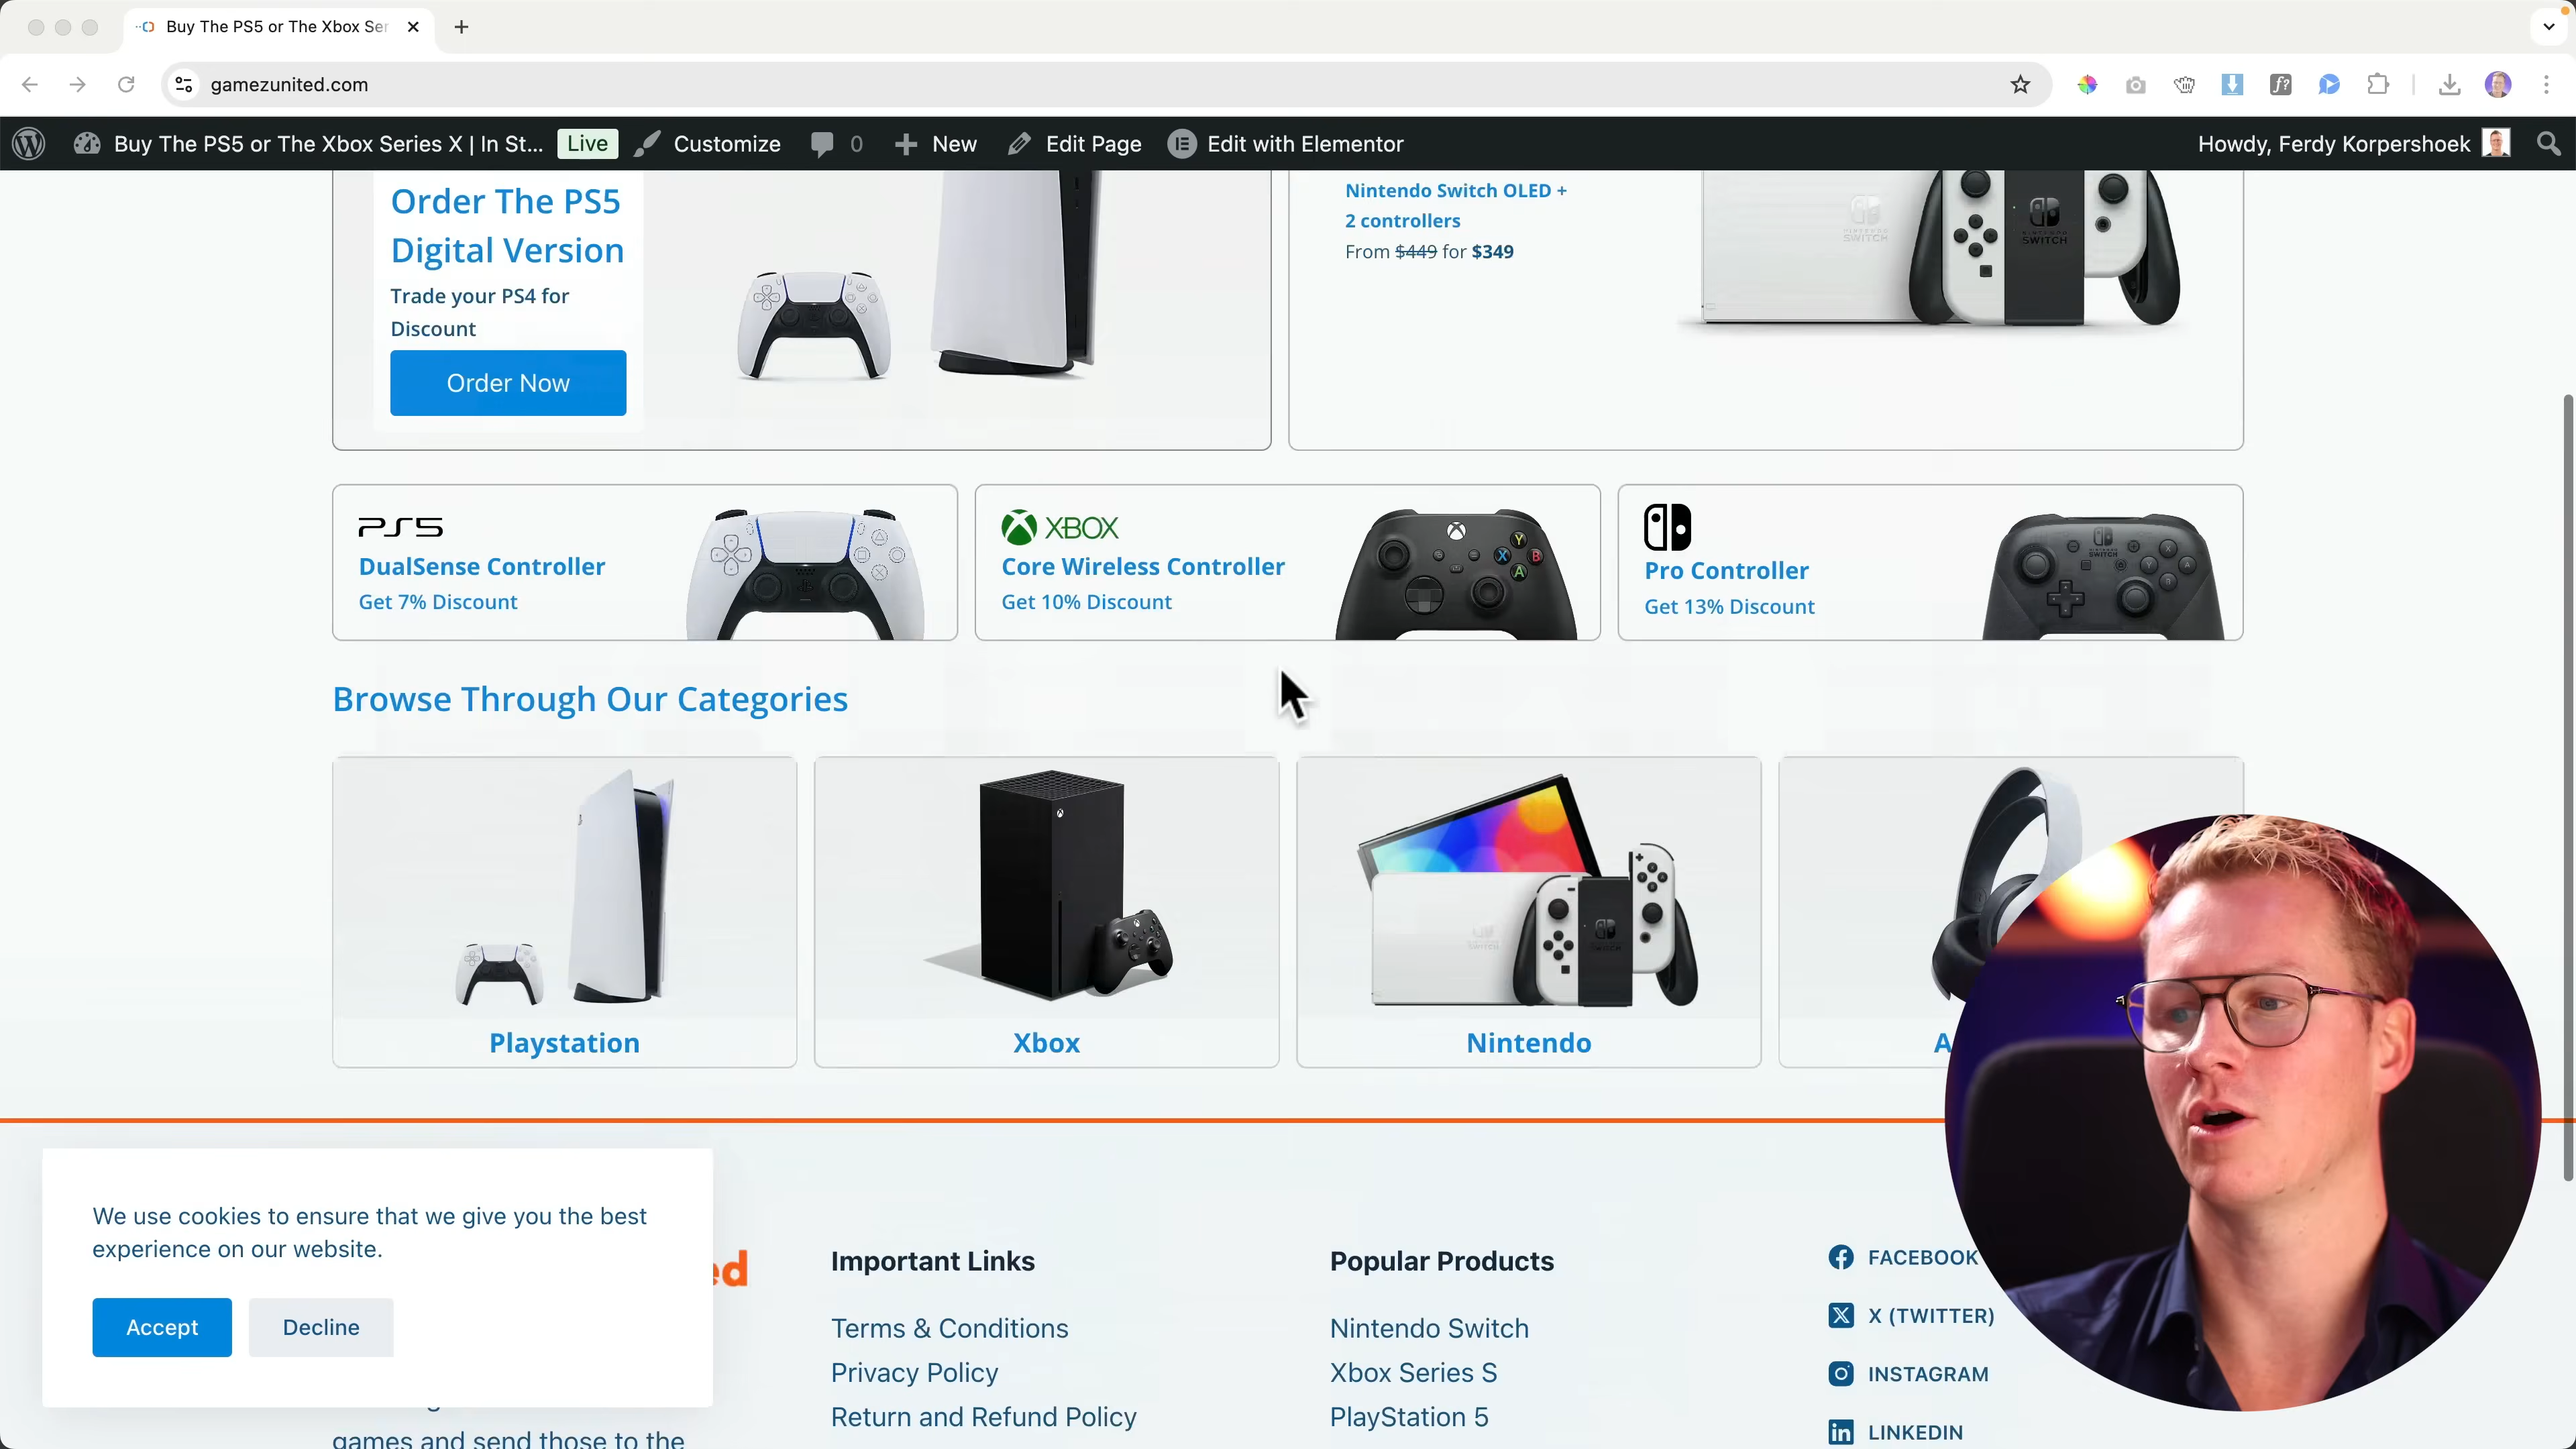 Buy The PS5 or The Xbox Ser
gamezunited.com
Buy The PS5 or The Xbox Series X | In St... Live Customize 0 New Edit Page Edit with Elementor Howdy, Ferdy Korpershoek
Order The PS5
Digital Version
Trade your PS4 for
Discount
Order Now
Nintendo Switch OLED +
2 controllers
From $449 for $349
NINTENDO
SWITCH
NINTENDO
SWITCH
PS5
DualSense Controller
Get 7% Discount
XBOX
Core Wireless Controller
Get 10% Discount
Pro Controller
Get 13% Discount
Browse Through Our Categories
Playstation
Xbox
Nintendo
A
We use cookies to ensure that we give you the best
experience on our website.
Accept Decline
ed
games and send those to the
Important Links
Terms & Conditions
Privacy Policy
Return and Refund Policy
Popular Products
Nintendo Switch
Xbox Series S
PlayStation 5
FACEBOOK
X (TWITTER)
INSTAGRAM
LINKEDIN